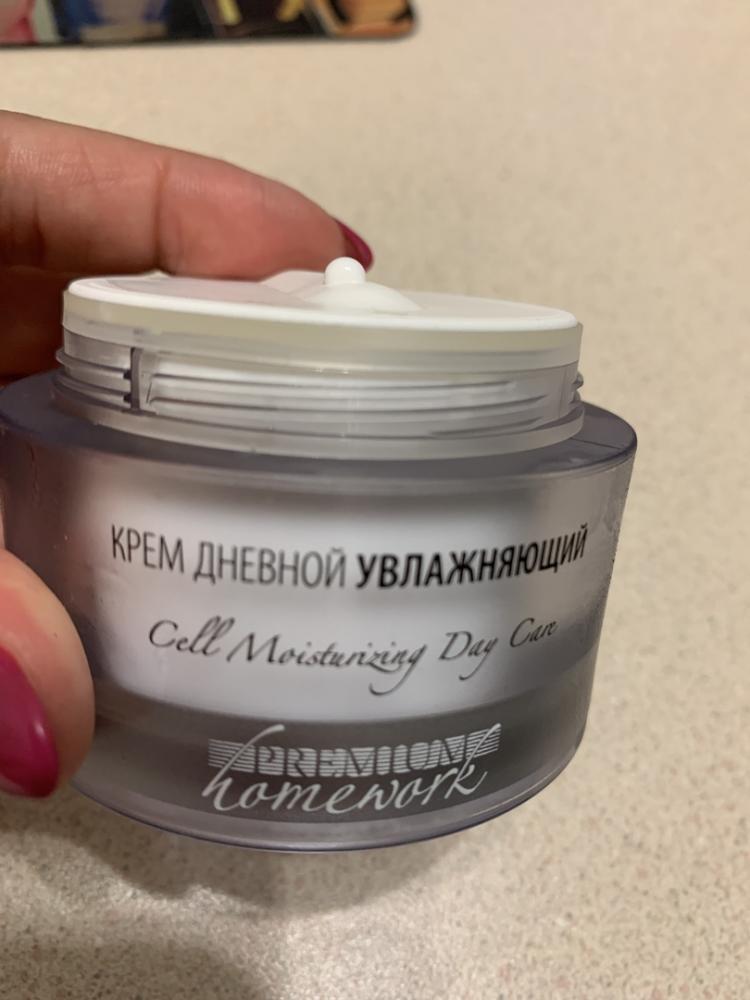 КРЕМ ДНЕВНОЙ УВЛАЖНЯЮЩИЙ
Cell Moisturizing Day Care
PREMIUM
homework